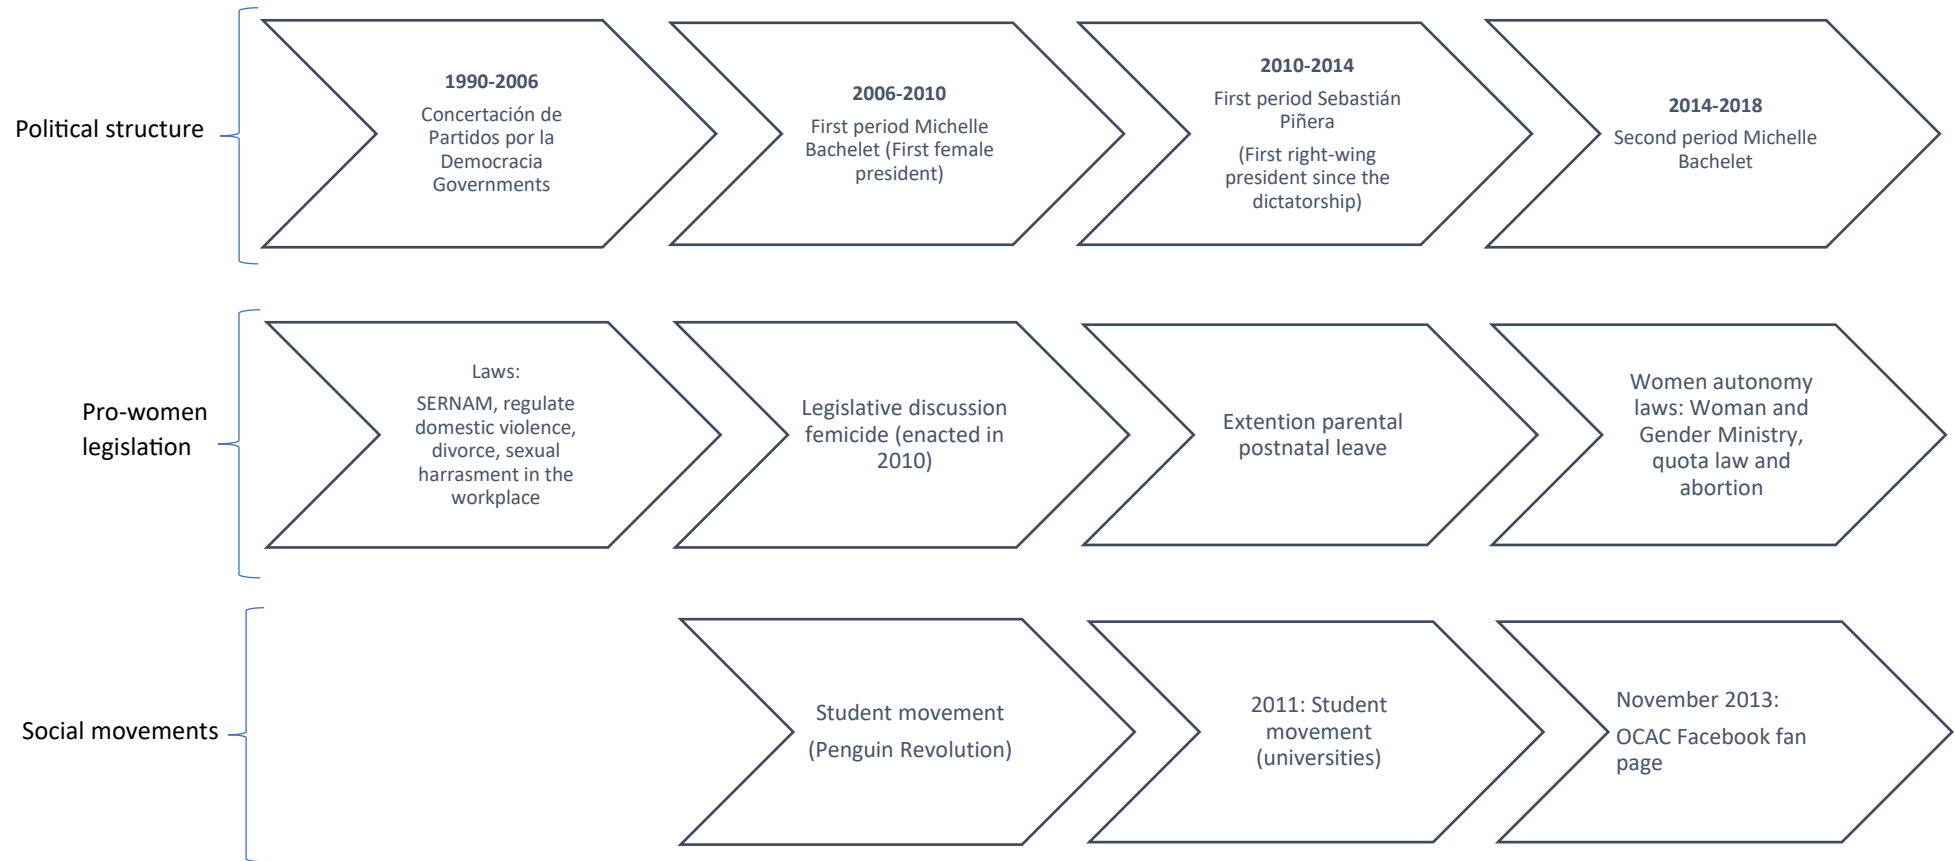 Political structure
1990-2006
Concertación de
Partidos por la
Democracia
Governments
2006-2010
First period Michelle
Bachelet (First female
president)
2010-2014
First period Sebastián
Piñera
(First right-wing
president since the
dictatorship)
2014-2018
Second period Michelle
Bachelet
Pro-women
legislation
Laws:
SERNAM, regulate
domestic violence,
divorce, sexual
harrasment in the
workplace
Legislative discussion
femicide (enacted in
2010)
Extention parental
postnatal leave
Women autonomy
laws: Woman and
Gender Ministry,
quota law and
abortion
Social movements
Student movement
(Penguin Revolution)
2011: Student
movement
(universities)
November 2013:
OCAC Facebook fan
page